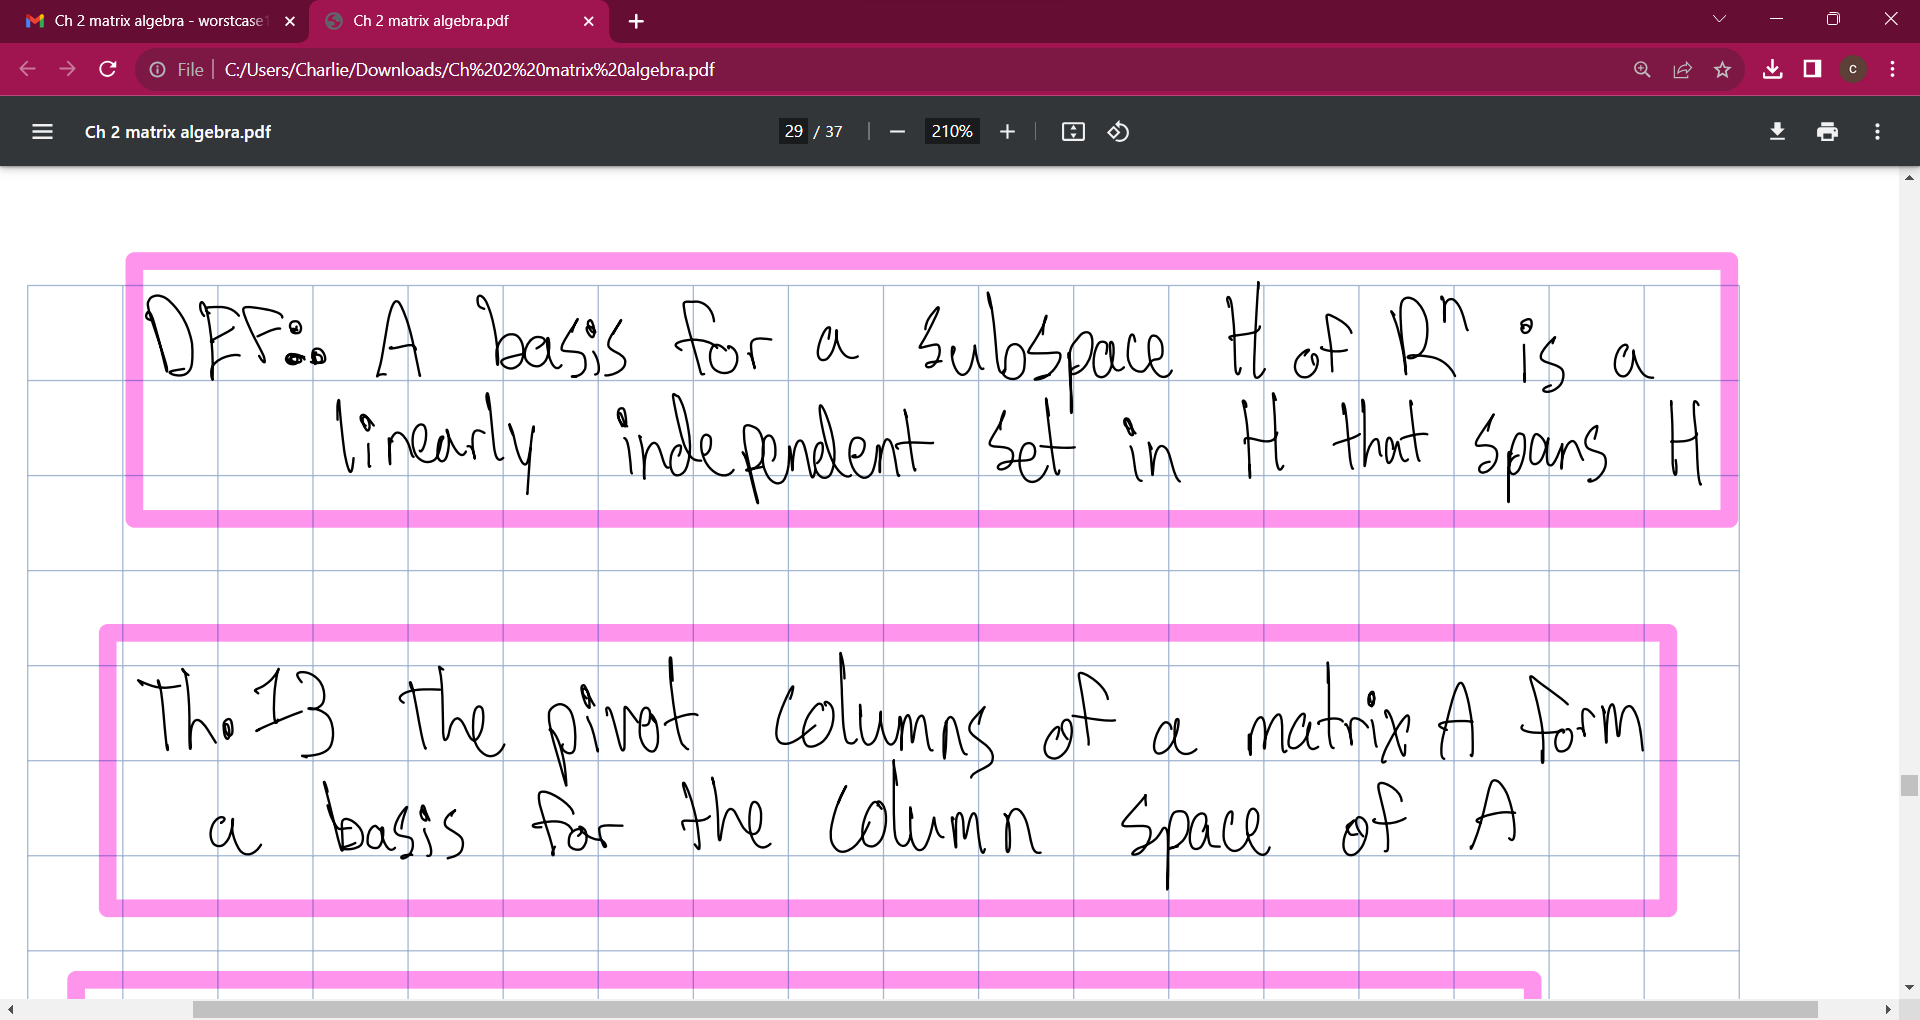 Ch 2 matrix algebra - worstcase1
Ch 2 matrix algebra.pdf
File
C:/Users/Charlie/Downloads/Ch%202%20matrix%20algebra.pdf
c
Ch 2 matrix algebra.pdf
29 / 37
210%
DEF: A basis for a subspace H of Rⁿ is a
linearly independent set in H that spans H
Th. 13 The pivot columns of a matrix A form
a basis for the column space of A